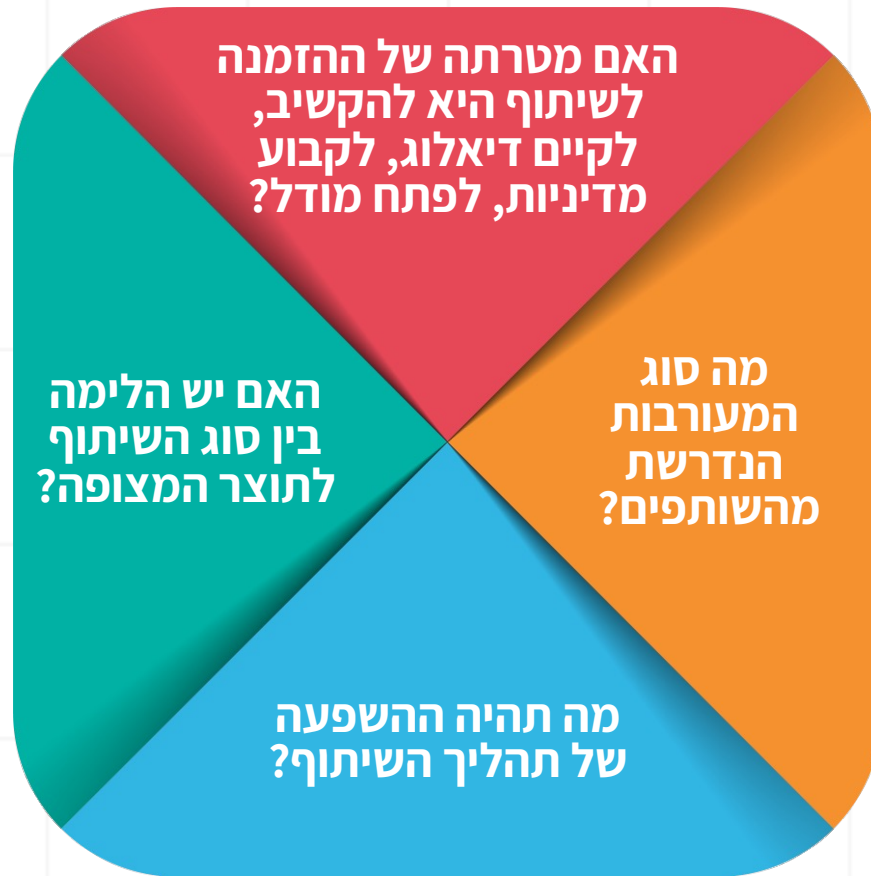 האם מטרתה של ההזמנה
לשיתוף היא להקשיב,
לקיים דיאלוג, לקבוע
מדיניות, לפתח מודל?
מה סוג
המעורבות
הנדרשת
מהשותפים?
מה תהיה ההשפעה
של תהליך השיתוף?
האם יש הלימה
בין סוג השיתוף
לתוצר המצופה?